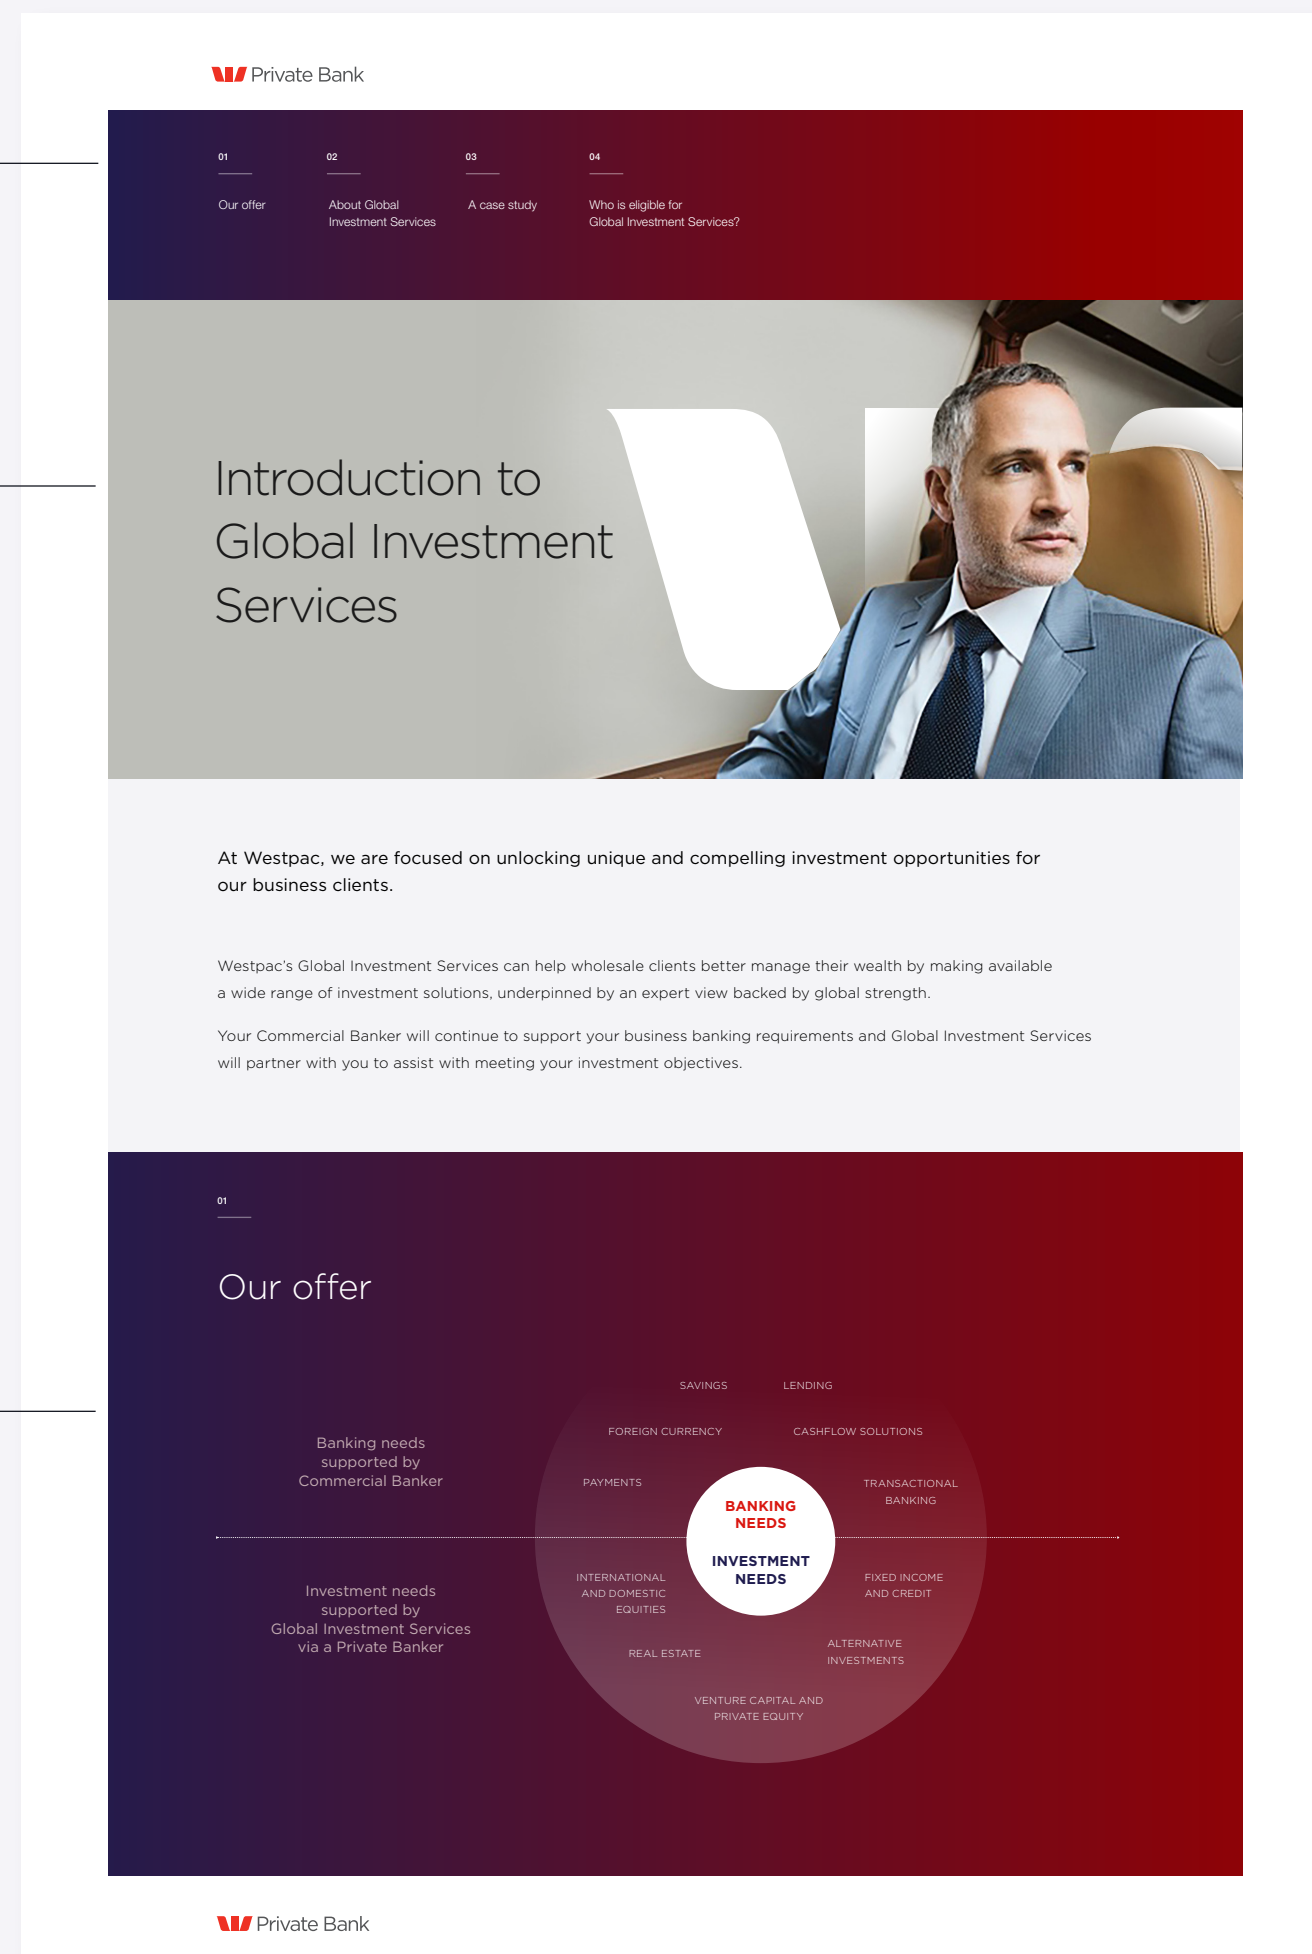 Private Bank
01
02
03
04
Our offer
About Global
Investment Services
A case study
Who is eligible for
Global Investment Services?
Introduction to
Global Investment
Services
At Westpac, we are focused on unlocking unique and compelling investment opportunities for
our business clients.
Westpac’s Global Investment Services can help wholesale clients better manage their wealth by making available
a wide range of investment solutions, underpinned by an expert view backed by global strength.
Your Commercial Banker will continue to support your business banking requirements and Global Investment Services
will partner with you to assist with meeting your investment objectives.
01
Our offer
Banking needs
supported by
Commercial Banker
Investment needs
supported by
Global Investment Services
via a Private Banker
SAVINGS
LENDING
FOREIGN CURRENCY
CASHFLOW SOLUTIONS
PAYMENTS
TRANSACTIONAL
BANKING
BANKING
NEEDS
INVESTMENT
NEEDS
INTERNATIONAL
AND DOMESTIC
EQUITIES
FIXED INCOME
AND CREDIT
REAL ESTATE
ALTERNATIVE
INVESTMENTS
VENTURE CAPITAL AND
PRIVATE EQUITY
Private Bank